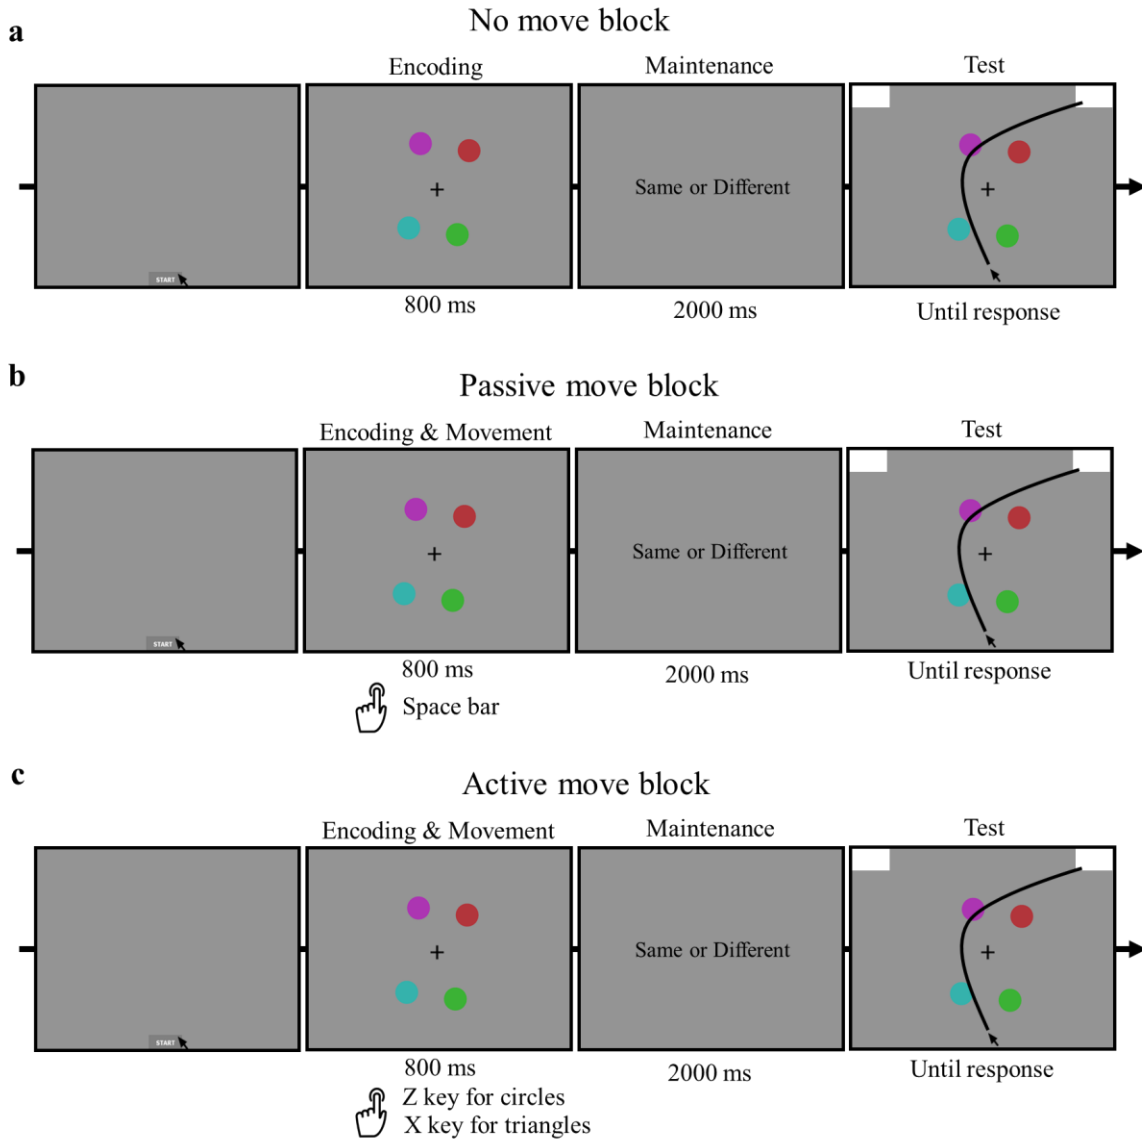 a
No move block
Encoding
Maintenance
Test
START
Same or Different
800 ms
2000 ms
Until response
b
Passive move block
Encoding & Movement
Maintenance
Test
START
Same or Different
800 ms
2000 ms
Until response
Space bar
c
Active move block
Encoding & Movement
Maintenance
Test
START
Same or Different
800 ms
2000 ms
Until response
Z key for circles
X key for triangles